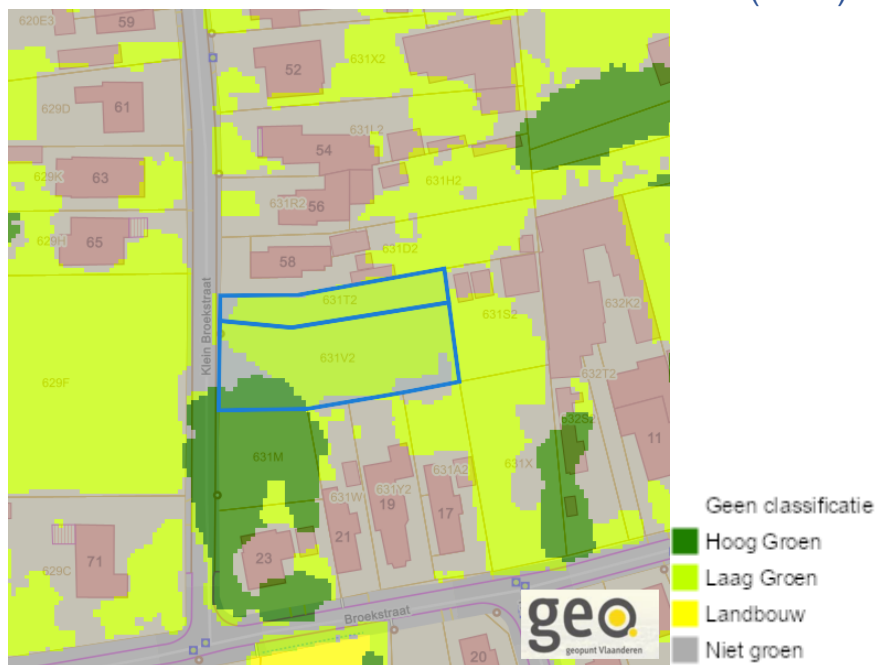 620E3
59
52
631X2
629D
61
631L2
54
629K
63
631H2
631R2
56
629H
65
631D2
58
632K2
631T2
631S2
Klein Broekstraat
631V2
629F
632T2
632S2
11
631M
631W
631Y2
631A2
631X
21
19
17
23
71
629C
Broekstraat
20
geo
geopunt Vlaanderen
Geen classificatie
Hoog Groen
Laag Groen
Landbouw
Niet groen